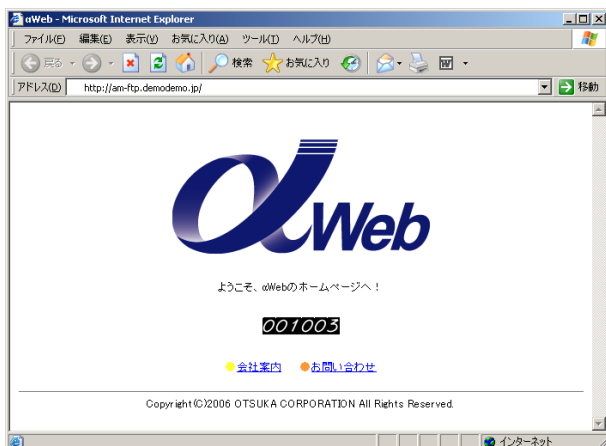 αWeb - Microsoft Internet Explorer
ファイル(F) 編集(E) 表示(V) お気に入り(A) ツール(T) ヘルプ(H)
戻る 検索 お気に入り
アドレス(D) http://am-ftp.demodemo.jp/ 移動
αWeb
ようこそ、αWebのホームページへ！
001003
会社案内 お問い合わせ
Copyright(C)2006 OTSUKA CORPORATION All Rights Reserved.
インターネット